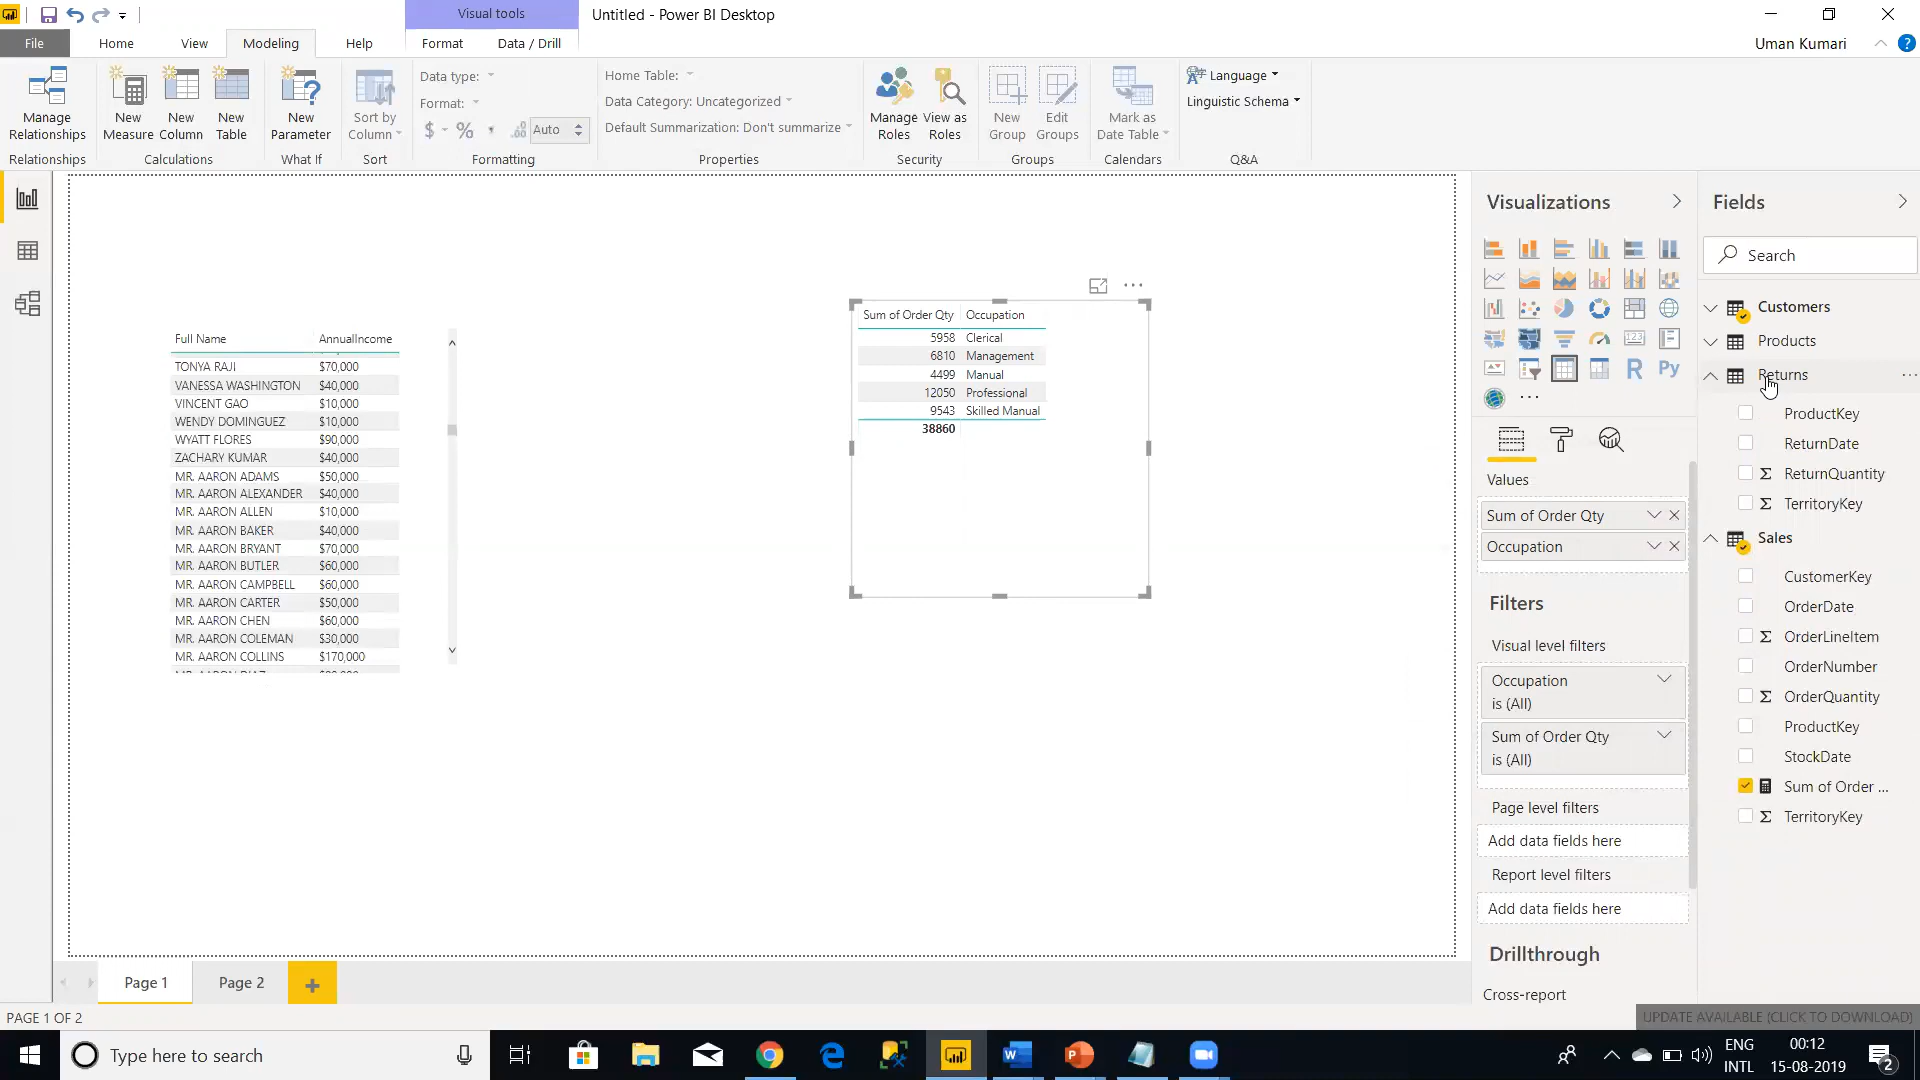 Visual tools
Untitled - Power BI Desktop
File
Home
View
Modeling
Help
Format
Data / Drill
Uman Kumari
?
Manage Relationships
New Measure
New Column
New Table
New Parameter
Sort by Column
Data type:
Format:
$ % Auto
Home Table:
Data Category: Uncategorized
Default Summarization: Don't summarize
Manage Roles
View as Roles
New Group
Edit Groups
Mark as Date Table
Language
Linguistic Schema
Relationships
Calculations
What If
Sort
Formatting
Properties
Security
Groups
Calendars
Q&A
Full Name AnnualIncome
TONYA RAJI $70,000
VANESSA WASHINGTON $40,000
VINCENT GAO $10,000
WENDY DOMINGUEZ $10,000
WYATT FLORES $90,000
ZACHARY KUMAR $40,000
MR. AARON ADAMS $50,000
MR. AARON ALEXANDER $40,000
MR. AARON ALLEN $10,000
MR. AARON BAKER $40,000
MR. AARON BRYANT $70,000
MR. AARON BUTLER $60,000
MR. AARON CAMPBELL $60,000
MR. AARON CARTER $50,000
MR. AARON CHEN $60,000
MR. AARON COLEMAN $30,000
MR. AARON COLLINS $170,000
Sum of Order Qty Occupation
5958 Clerical
6810 Management
4499 Manual
12050 Professional
9543 Skilled Manual
38860
Visualizations
R Py
Values
Sum of Order Qty
Occupation
Filters
Visual level filters
Occupation
is (All)
Sum of Order Qty
is (All)
Page level filters
Add data fields here
Report level filters
Add data fields here
Drillthrough
Cross-report
Fields
Search
Customers
Products
Returns
ProductKey
ReturnDate
Σ ReturnQuantity
Σ TerritoryKey
Sales
CustomerKey
OrderDate
Σ OrderLineItem
OrderNumber
Σ OrderQuantity
ProductKey
StockDate
Sum of Order ...
Σ TerritoryKey
Page 1
Page 2
+
PAGE 1 OF 2
UPDATE AVAILABLE (CLICK TO DOWNLOAD)
Type here to search
ENG
INTL
00:12
15-08-2019
2